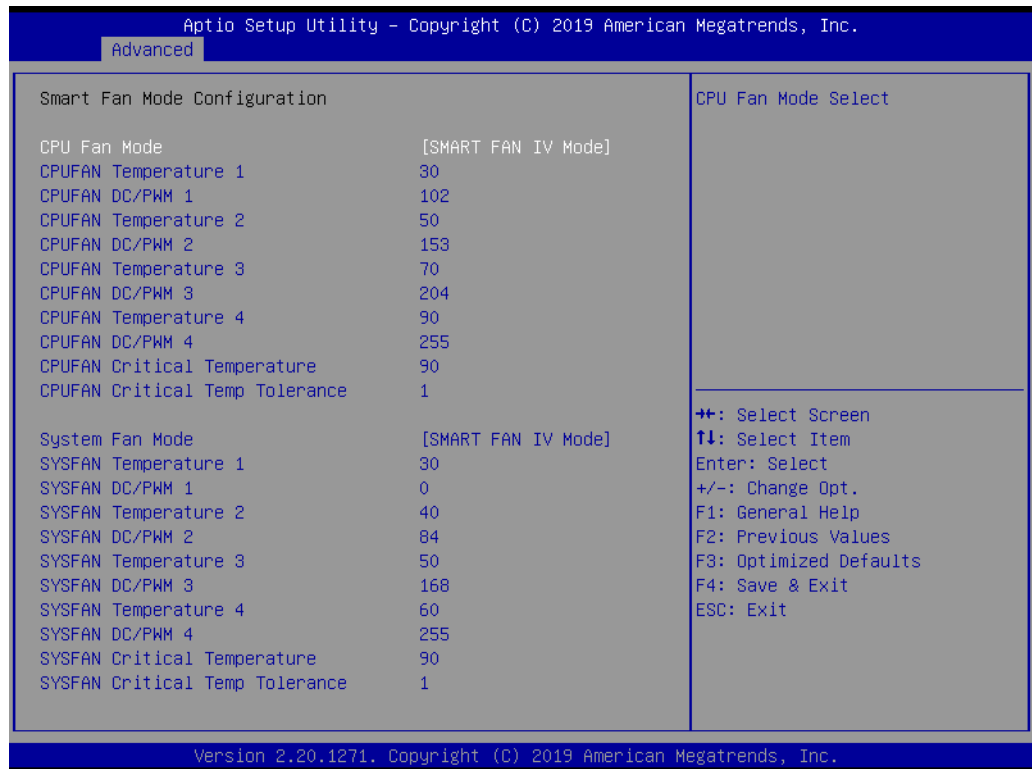 Aptio Setup Utility – Copyright (C) 2019 American Megatrends, Inc.
Advanced
Smart Fan Mode Configuration
CPU Fan Mode [SMART FAN IV Mode]
CPUFAN Temperature 1 30
CPUFAN DC/PWM 1 102
CPUFAN Temperature 2 50
CPUFAN DC/PWM 2 153
CPUFAN Temperature 3 70
CPUFAN DC/PWM 3 204
CPUFAN Temperature 4 90
CPUFAN DC/PWM 4 255
CPUFAN Critical Temperature 90
CPUFAN Critical Temp Tolerance 1
System Fan Mode [SMART FAN IV Mode]
SYSFAN Temperature 1 30
SYSFAN DC/PWM 1 0
SYSFAN Temperature 2 40
SYSFAN DC/PWM 2 84
SYSFAN Temperature 3 50
SYSFAN DC/PWM 3 168
SYSFAN Temperature 4 60
SYSFAN DC/PWM 4 255
SYSFAN Critical Temperature 90
SYSFAN Critical Temp Tolerance 1
CPU Fan Mode Select
→←: Select Screen
↑↓: Select Item
Enter: Select
+/-: Change Opt.
F1: General Help
F2: Previous Values
F3: Optimized Defaults
F4: Save & Exit
ESC: Exit
Version 2.20.1271. Copyright (C) 2019 American Megatrends, Inc.